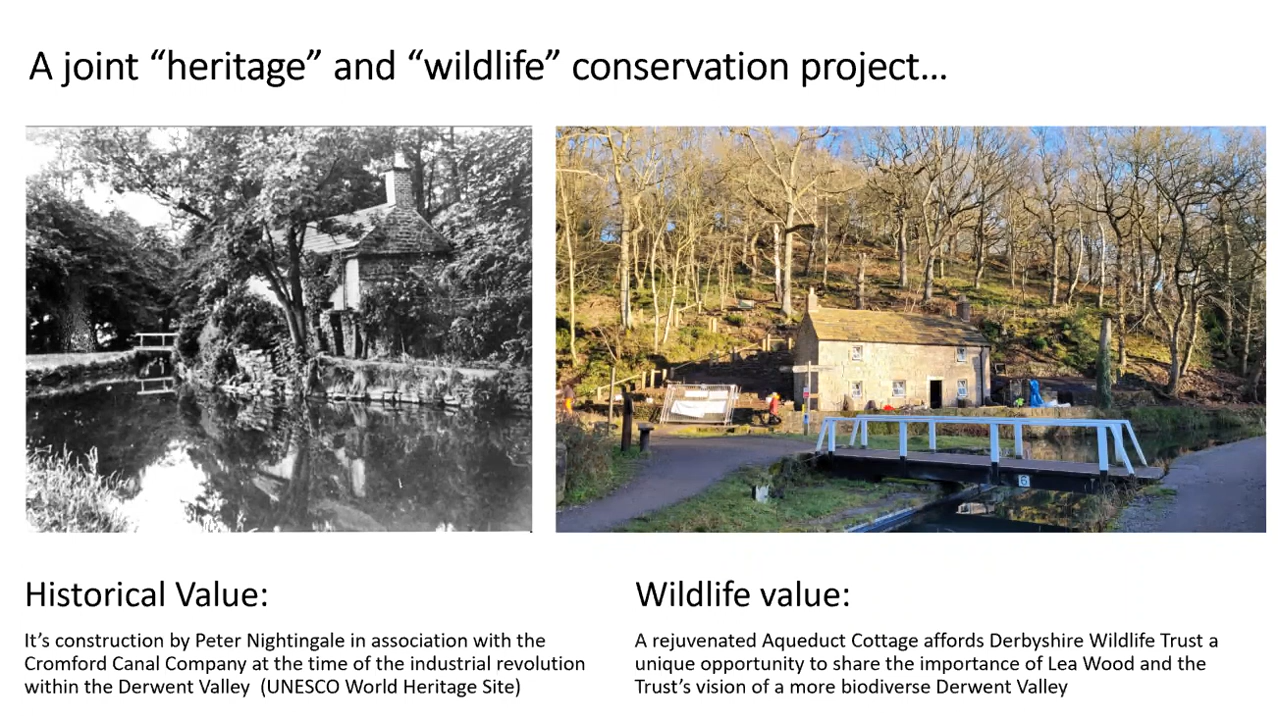 A joint “heritage” and “wildlife” conservation project…
6
Historical Value:
It’s construction by Peter Nightingale in association with the
Cromford Canal Company at the time of the industrial revolution
within the Derwent Valley (UNESCO World Heritage Site)
Wildlife value:
A rejuvenated Aqueduct Cottage affords Derbyshire Wildlife Trust a
unique opportunity to share the importance of Lea Wood and the
Trust’s vision of a more biodiverse Derwent Valley